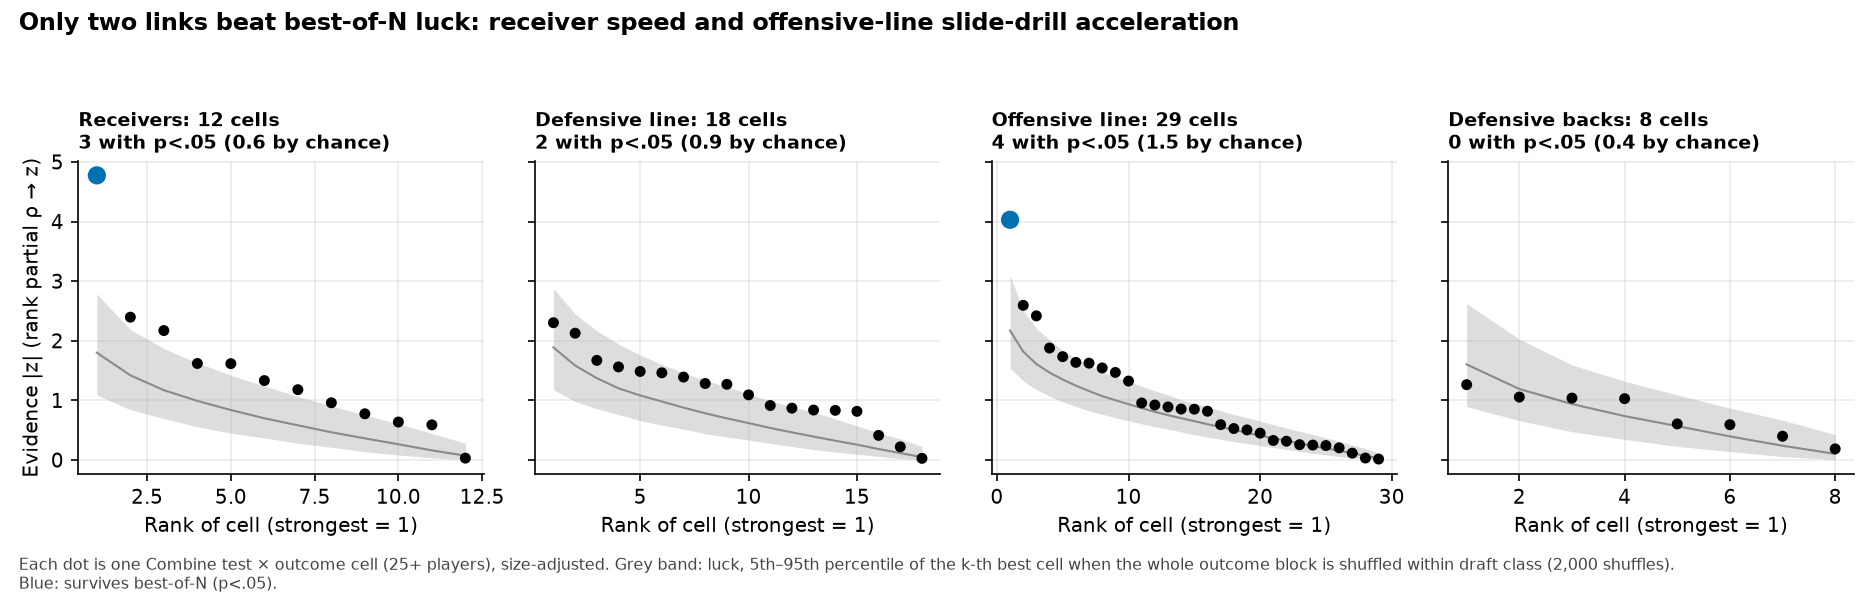 Only two links beat best-of-N luck: receiver speed and offensive-line slide-drill acceleration
Receivers: 12 cells
3 with p<.05 (0.6 by chance)
Defensive line: 18 cells
2 with p<.05 (0.9 by chance)
Offensive line: 29 cells
4 with p<.05 (1.5 by chance)
Defensive backs: 8 cells
0 with p<.05 (0.4 by chance)
Evidence |z| (rank partial ρ → z)
5
4
3
2
1
0
2.5 5.0 7.5 10.0 12.5
5 10 15
0 10 20 30
2 4 6 8
Rank of cell (strongest = 1)
Rank of cell (strongest = 1)
Rank of cell (strongest = 1)
Rank of cell (strongest = 1)
Each dot is one Combine test × outcome cell (25+ players), size-adjusted. Grey band: luck, 5th–95th percentile of the k-th best cell when the whole outcome block is shuffled within draft class (2,000 shuffles).
Blue: survives best-of-N (p<.05).